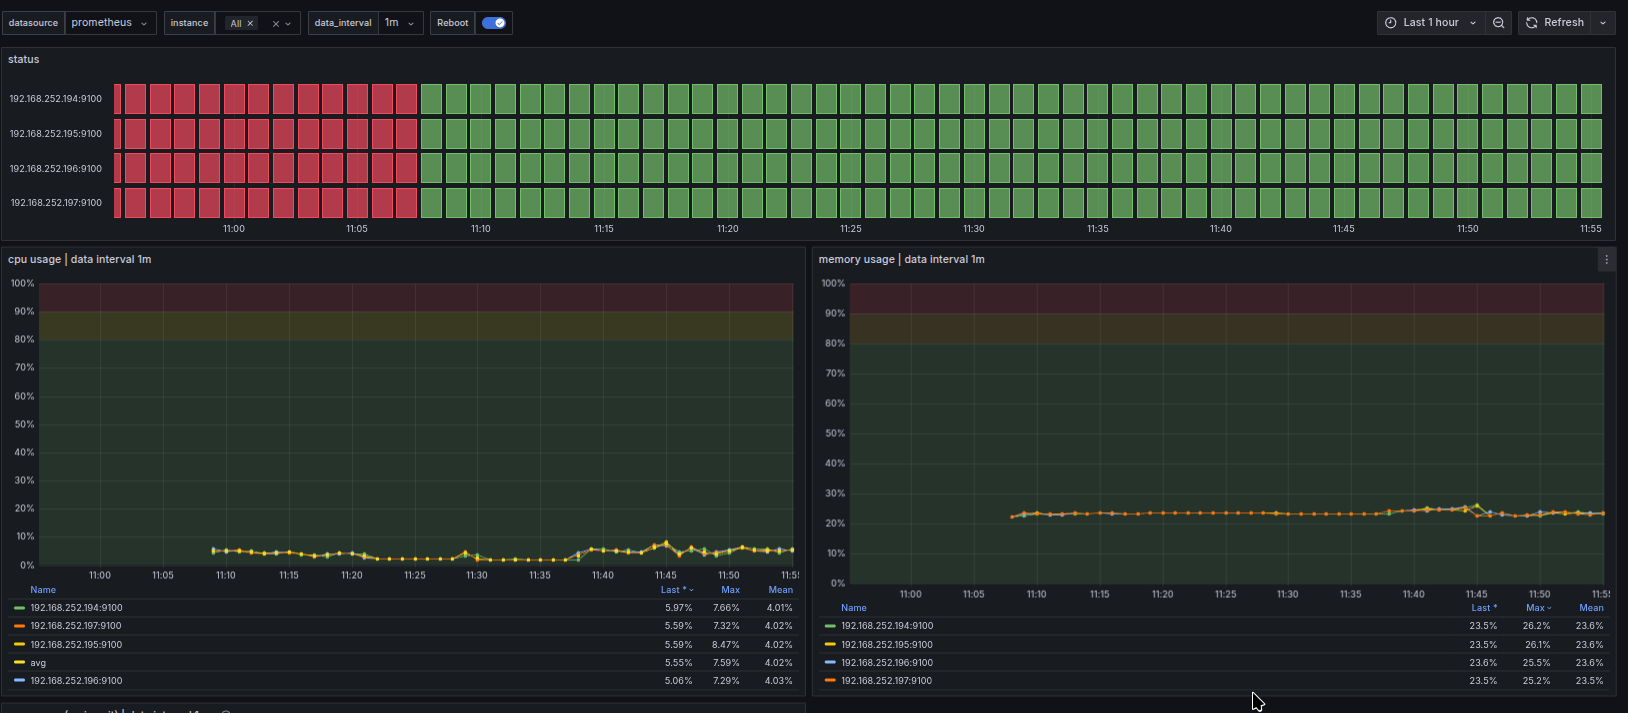 datasource prometheus instance All × × data_interval 1m Reboot Last 1 hour Refresh
status
192.168.252.194:9100
192.168.252.195:9100
192.168.252.196:9100
192.168.252.197:9100
11:00 11:05 11:10 11:15 11:20 11:25 11:30 11:35 11:40 11:45 11:50 11:55
cpu usage | data interval 1m
100%
90%
80%
70%
60%
50%
40%
30%
20%
10%
0%
11:00 11:05 11:10 11:15 11:20 11:25 11:30 11:35 11:40 11:45 11:50 11:5
Name Last * Max Mean
192.168.252.194:9100 5.97% 7.66% 4.01%
192.168.252.197:9100 5.59% 7.32% 4.02%
192.168.252.195:9100 5.59% 8.47% 4.02%
avg 5.55% 7.59% 4.02%
192.168.252.196:9100 5.06% 7.29% 4.03%
memory usage | data interval 1m
100%
90%
80%
70%
60%
50%
40%
30%
20%
10%
0%
11:00 11:05 11:10 11:15 11:20 11:25 11:30 11:35 11:40 11:45 11:50 11:5
Name Last * Max Mean
192.168.252.194:9100 23.5% 26.2% 23.6%
192.168.252.195:9100 23.5% 26.1% 23.6%
192.168.252.196:9100 23.6% 25.5% 23.6%
192.168.252.197:9100 23.5% 25.2% 23.5%